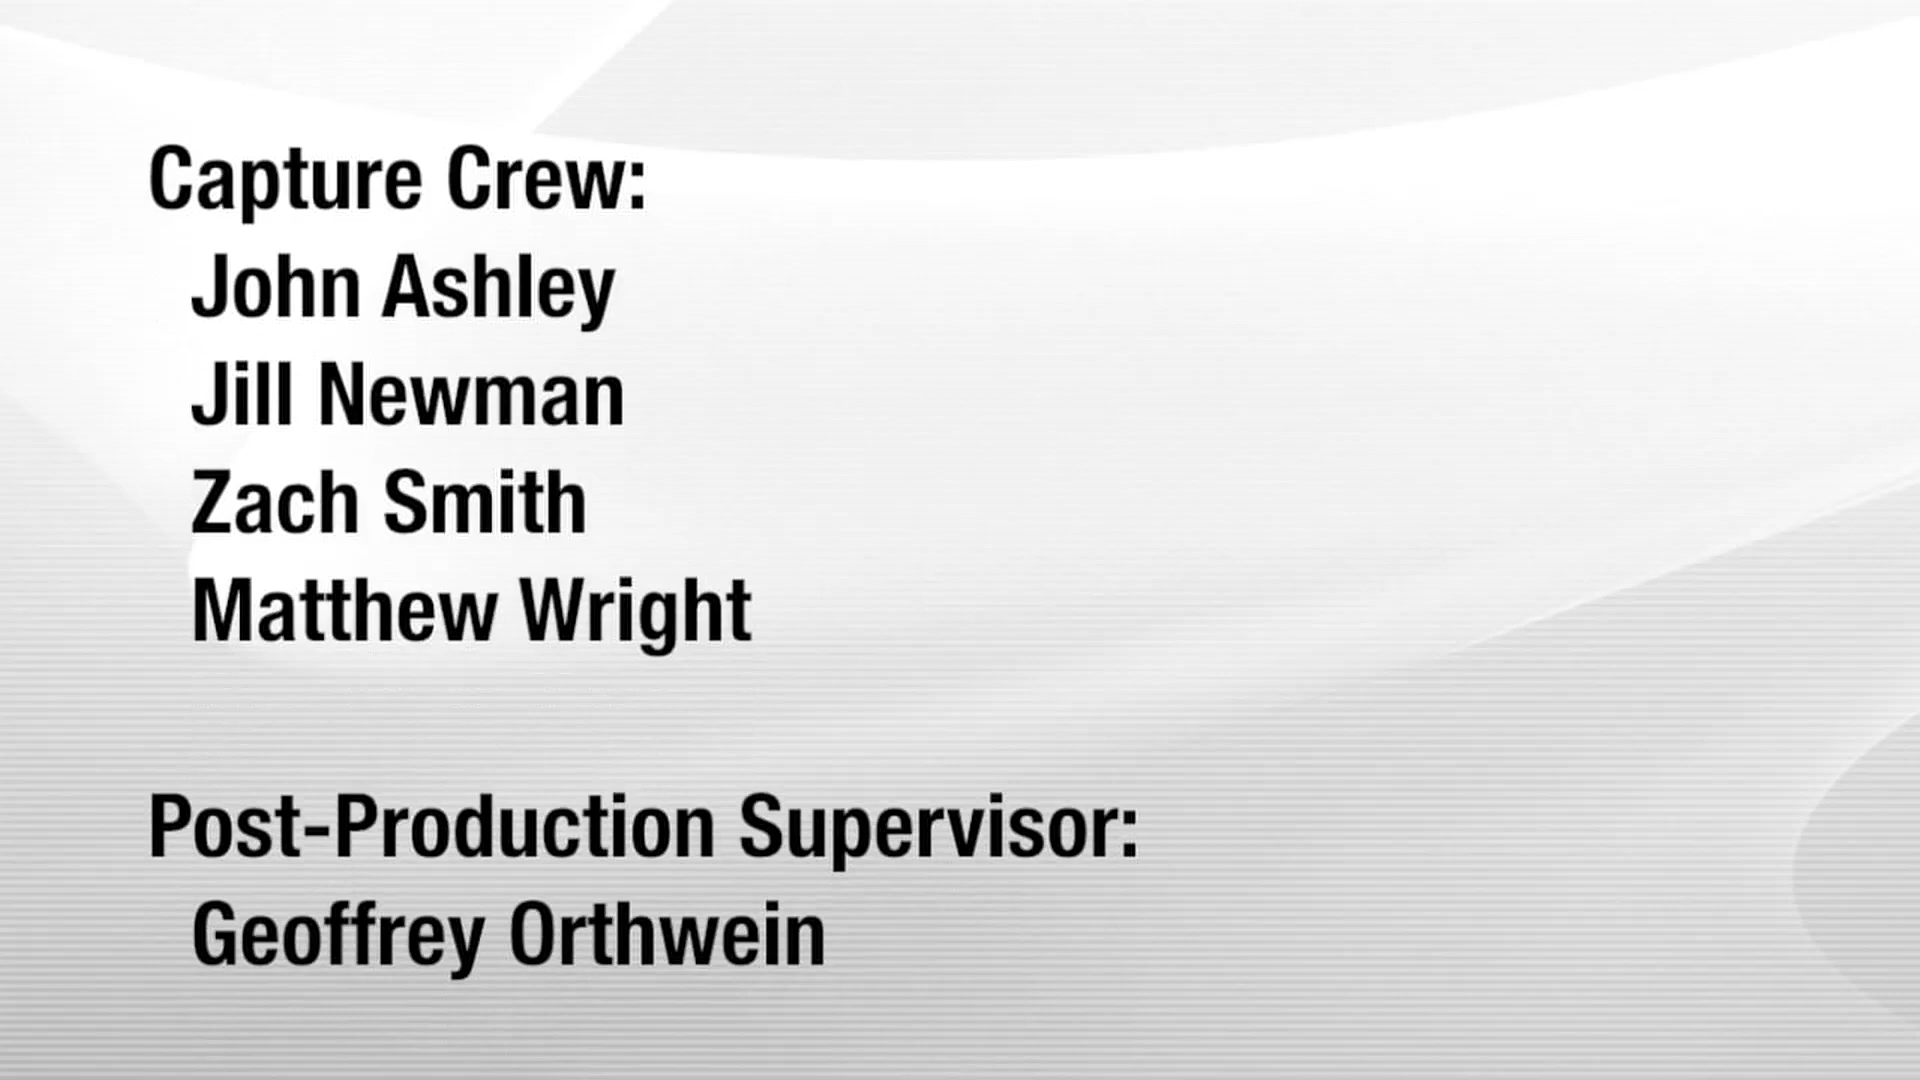 Capture Crew:
John Ashley
Jill Newman
Zach Smith
Matthew Wright
Post-Production Supervisor:
Geoffrey Orthwein